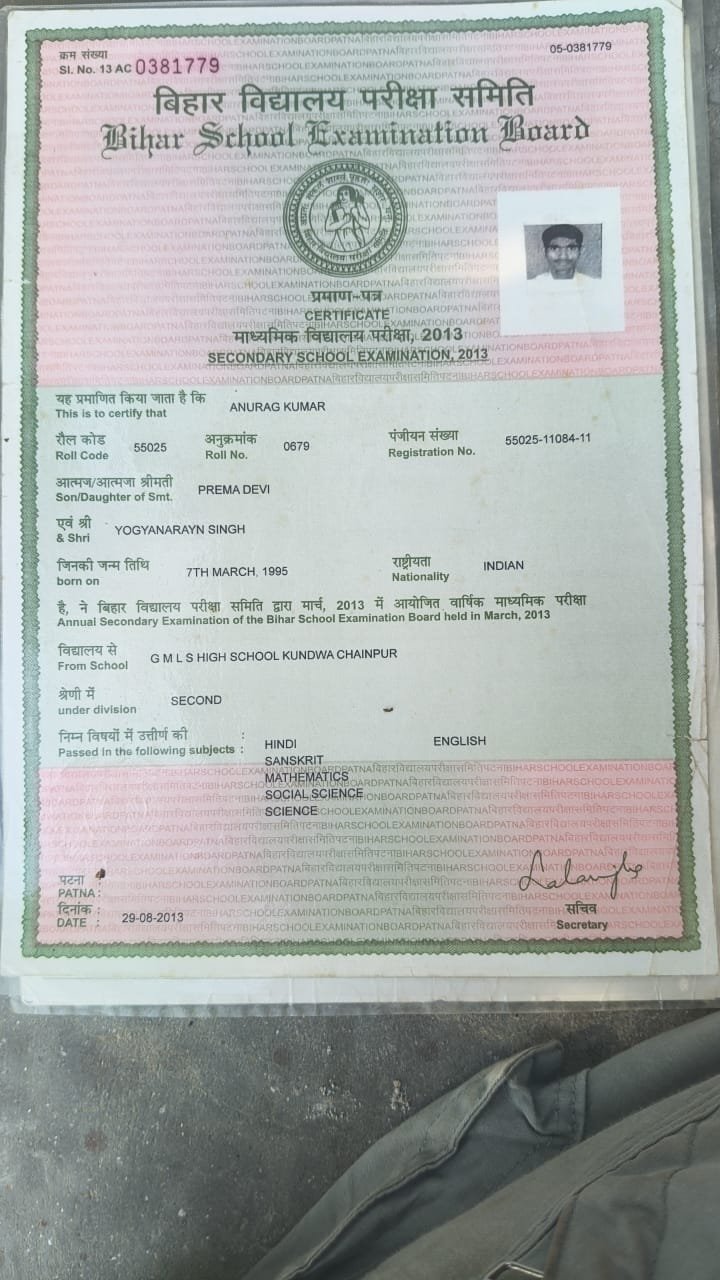 क्रम संख्या
Sl. No. 13 AC 0381779
05-0381779
बिहार विद्यालय परीक्षा समिति
Bihar School Examination Board
प्रमाण-पत्र
CERTIFICATE
माध्यमिक विद्यालय परीक्षा, 2013
SECONDARY SCHOOL EXAMINATION, 2013
यह प्रमाणित किया जाता है कि
This is to certify that ANURAG KUMAR
रौल कोड अनुक्रमांक पंजीयन संख्या
Roll Code 55025 Roll No. 0679 Registration No. 55025-11084-11
आत्मज/आत्मजा श्रीमती
Son/Daughter of Smt. PREMA DEVI
एवं श्री
& Shri YOGYANARAYN SINGH
जिनकी जन्म तिथि राष्ट्रीयता
born on 7TH MARCH, 1995 Nationality INDIAN
है, ने बिहार विद्यालय परीक्षा समिति द्वारा मार्च, 2013 में आयोजित वार्षिक माध्यमिक परीक्षा
Annual Secondary Examination of the Bihar School Examination Board held in March, 2013
विद्यालय से
From School G M L S HIGH SCHOOL KUNDWA CHAINPUR
श्रेणी में
under division SECOND
निम्न विषयों में उत्तीर्ण की :
Passed in the following subjects : HINDI ENGLISH
SANSKRIT
MATHEMATICS
SOCIAL SCIENCE
SCIENCE
पटना :
PATNA :
दिनांक :
DATE : 29-08-2013
सचिव
Secretary